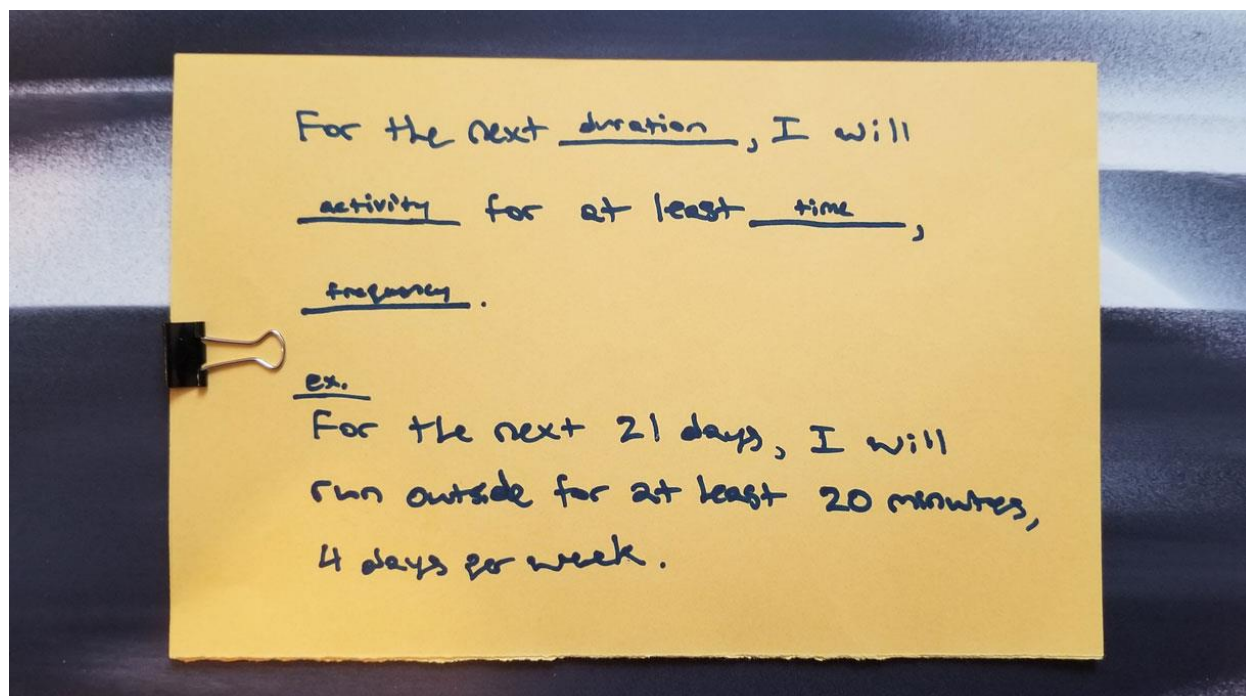 For the next duration, I will
activity for at least time,
frequency.
ex.
For the next 21 days, I will
run outside for at least 20 minutes,
4 days per week.